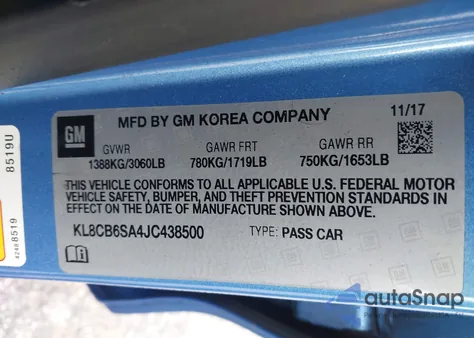 GM
MFD BY GM KOREA COMPANY
11/17
GVWR GAWR FRT GAWR RR
1388KG/3060LB 780KG/1719LB 750KG/1653LB
THIS VEHICLE CONFORMS TO ALL APPLICABLE U.S. FEDERAL MOTOR
VEHICLE SAFETY, BUMPER, AND THEFT PREVENTION STANDARDS IN
EFFECT ON THE DATE OF MANUFACTURE SHOWN ABOVE.
KL8CB6SA4JC438500 TYPE: PASS CAR
8519U
#2488519
autoSnap